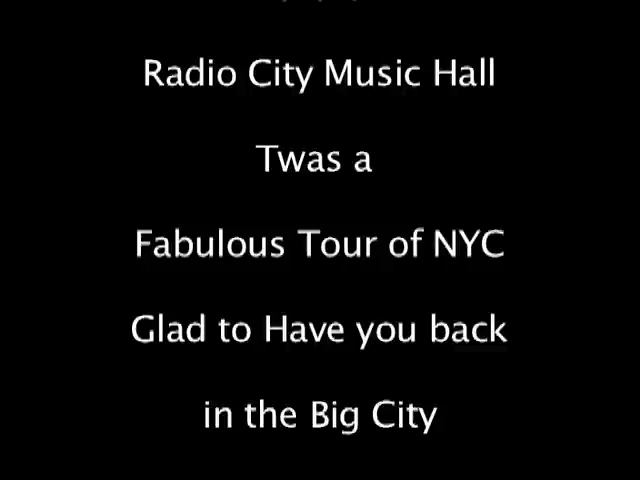 Radio City Music Hall
Twas a
Fabulous Tour of NYC
Glad to Have you back
in the Big City